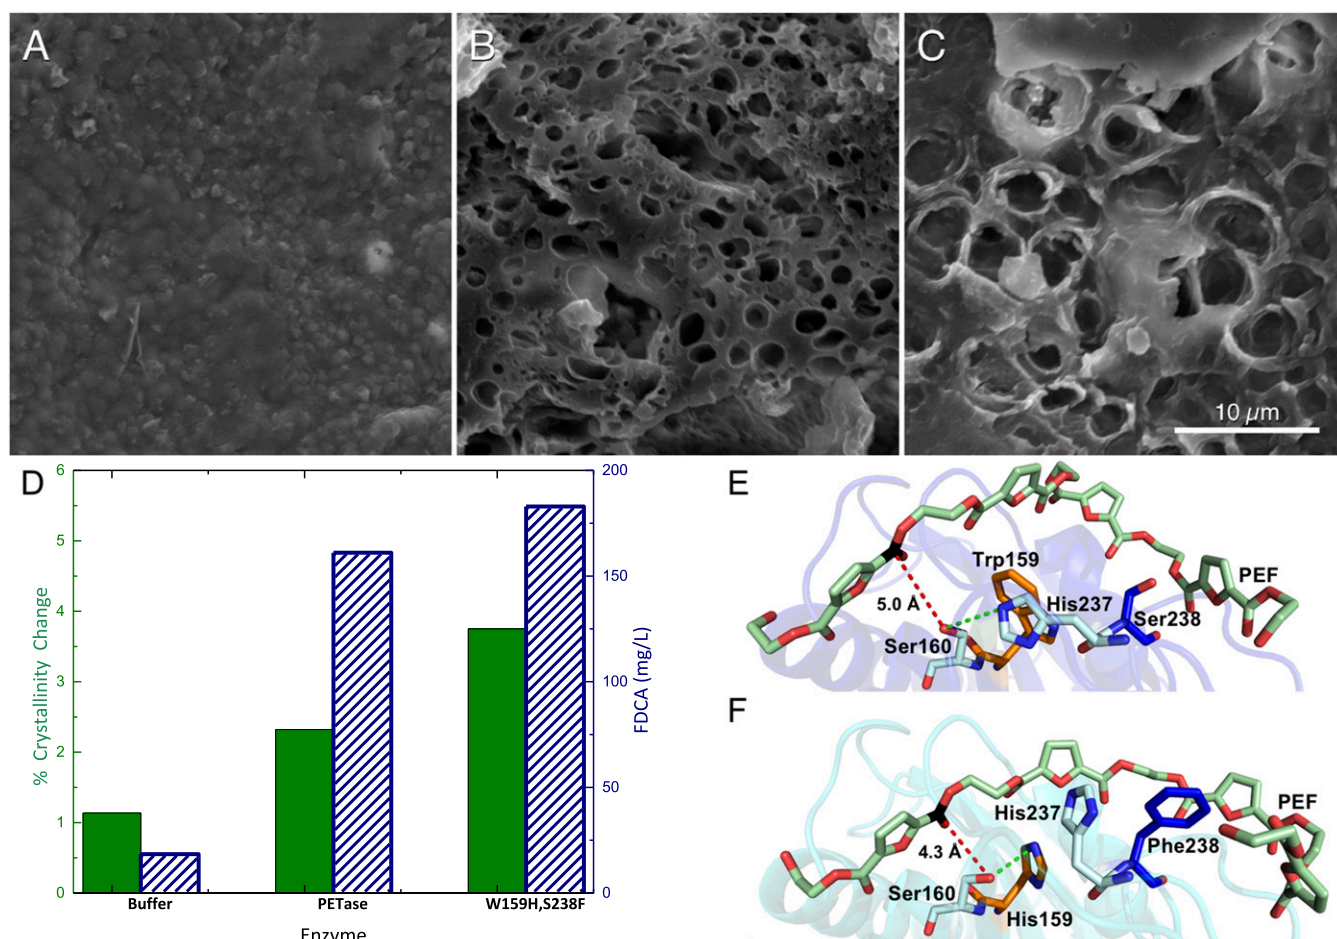 A
B
C
10 µm
D
6
5
4
3
2
1
0
% Crystallinity Change
200
150
100
50
0
FDCA (mg/L)
Buffer
PETase
W159H,S238F
Enzyme
E
Trp159
5.0 Å
His237
Ser238
PEF
Ser160
F
His237
PEF
4.3 Å
Phe238
Ser160
His159